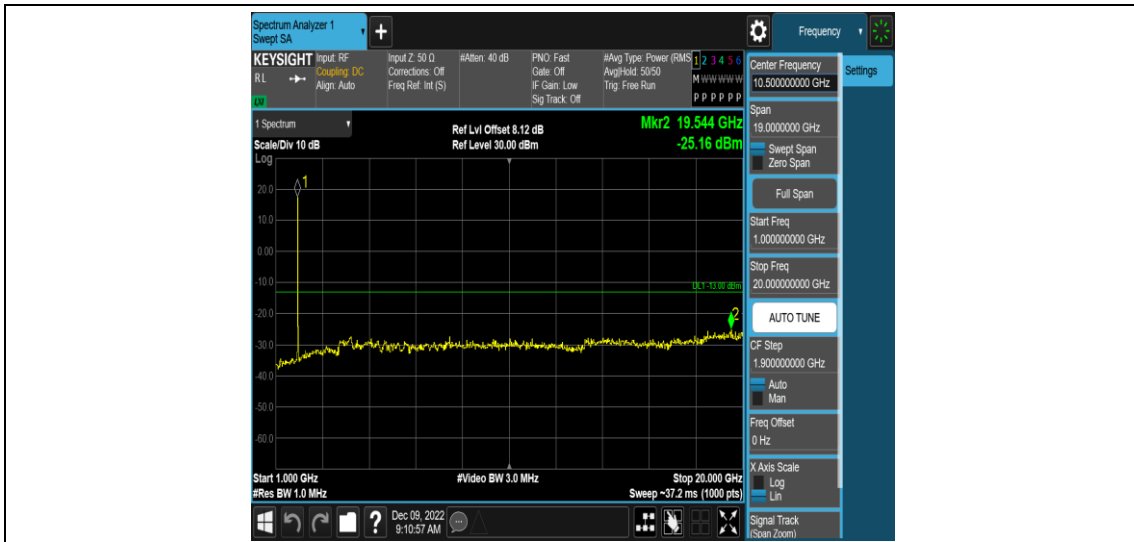 Spectrum Analyzer 1
Swept SA
+
Frequency
KEYSIGHT
RL
LXI
Input: RF
Coupling: DC
Align: Auto
Input Z: 50 Ω
Corrections: Off
Freq Ref: Int (S)
#Atten: 40 dB
PNO: Fast
Gate: Off
IF Gain: Low
Sig Track: Off
#Avg Type: Power (RMS
Avg|Hold: 50/50
Trig: Free Run
1 2 3 4 5 6
M W W W W W
P P P P P P
Center Frequency
10.500000000 GHz
Settings
Span
19.0000000 GHz
Swept Span
Zero Span
Full Span
Start Freq
1.000000000 GHz
Stop Freq
20.000000000 GHz
AUTO TUNE
CF Step
1.900000000 GHz
Auto
Man
Freq Offset
0 Hz
X Axis Scale
Log
Lin
Signal Track
(Span Zoom)
1 Spectrum
Scale/Div 10 dB
Ref Lvl Offset 8.12 dB
Ref Level 30.00 dBm
Mkr2 19.544 GHz
-25.16 dBm
Log
1
20.0
10.0
0.00
-10.0
DL1 -13.00 dBm
-20.0
2
-30.0
-40.0
-50.0
-60.0
Start 1.000 GHz
#Video BW 3.0 MHz
Stop 20.000 GHz
#Res BW 1.0 MHz
Sweep ~37.2 ms (1000 pts)
?
Dec 09, 2022
9:10:57 AM